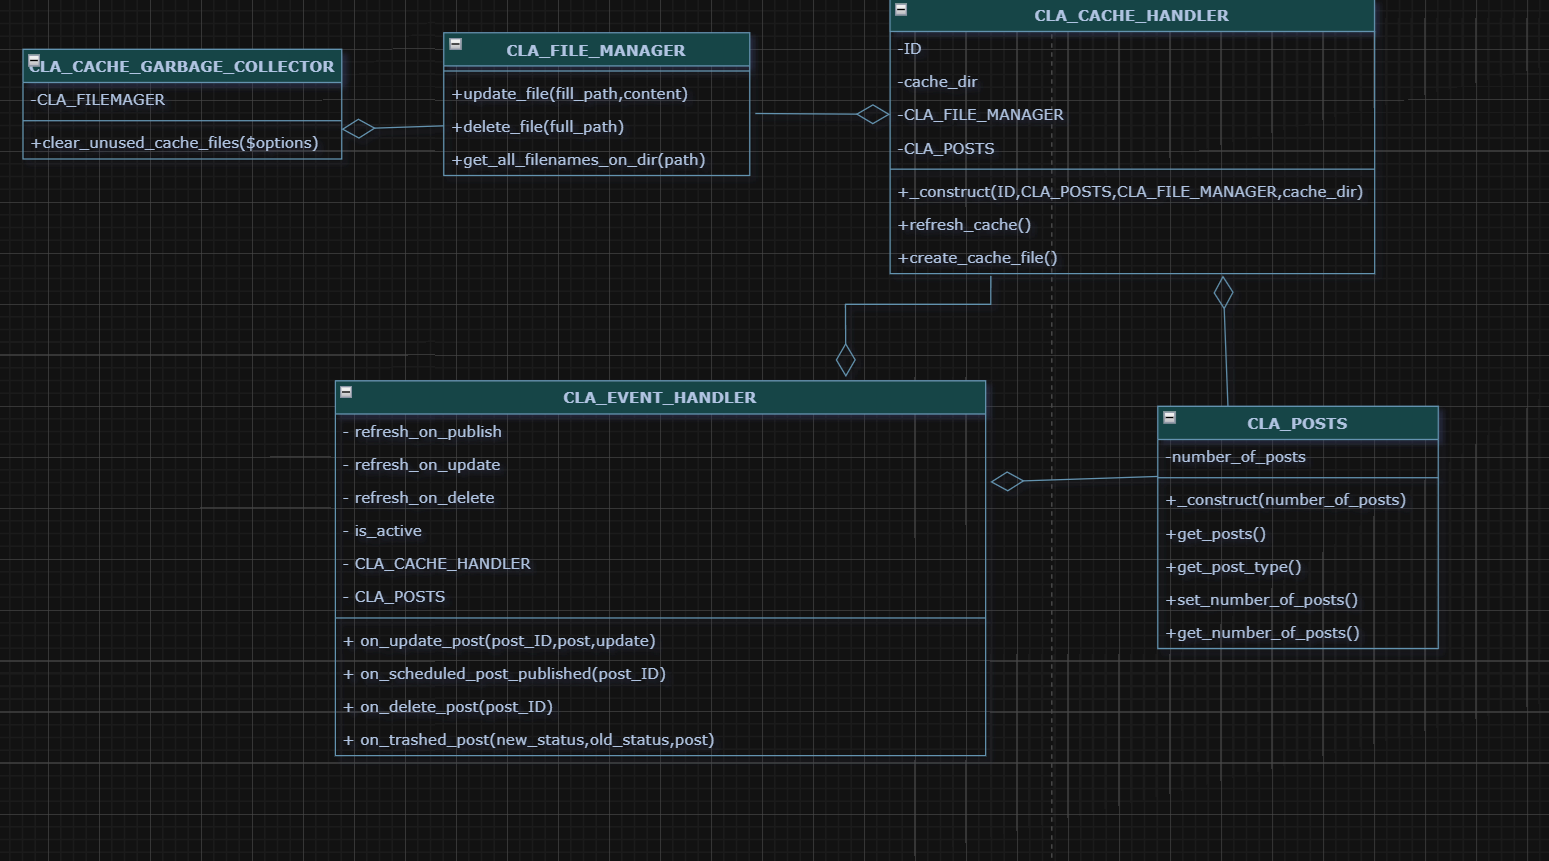 CLA_CACHE_GARBAGE_COLLECTOR
-CLA_FILEMAGER
+clear_unused_cache_files($options)
CLA_FILE_MANAGER
+update_file(fill_path,content)
+delete_file(full_path)
+get_all_filenames_on_dir(path)
CLA_CACHE_HANDLER
-ID
-cache_dir
-CLA_FILE_MANAGER
-CLA_POSTS
+_construct(ID,CLA_POSTS,CLA_FILE_MANAGER,cache_dir)
+refresh_cache()
+create_cache_file()
CLA_EVENT_HANDLER
- refresh_on_publish
- refresh_on_update
- refresh_on_delete
- is_active
- CLA_CACHE_HANDLER
- CLA_POSTS
+ on_update_post(post_ID,post,update)
+ on_scheduled_post_published(post_ID)
+ on_delete_post(post_ID)
+ on_trashed_post(new_status,old_status,post)
CLA_POSTS
-number_of_posts
+_construct(number_of_posts)
+get_posts()
+get_post_type()
+set_number_of_posts()
+get_number_of_posts()